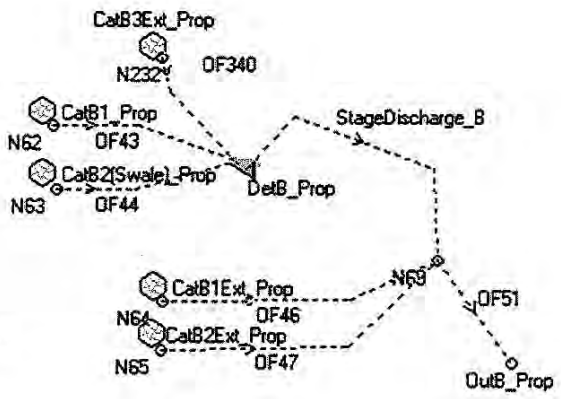 CatB3Ext_Prop
N232
OF340
CatB1_Prop
N62
OF43
StageDischarge_B
CatB2(Swale)_Prop
N63
OF44
DetB_Prop
CatB1Ext_Prop
N69
N64
OF46
OF51
CatB2Ext_Prop
N65
OF47
OutB_Prop